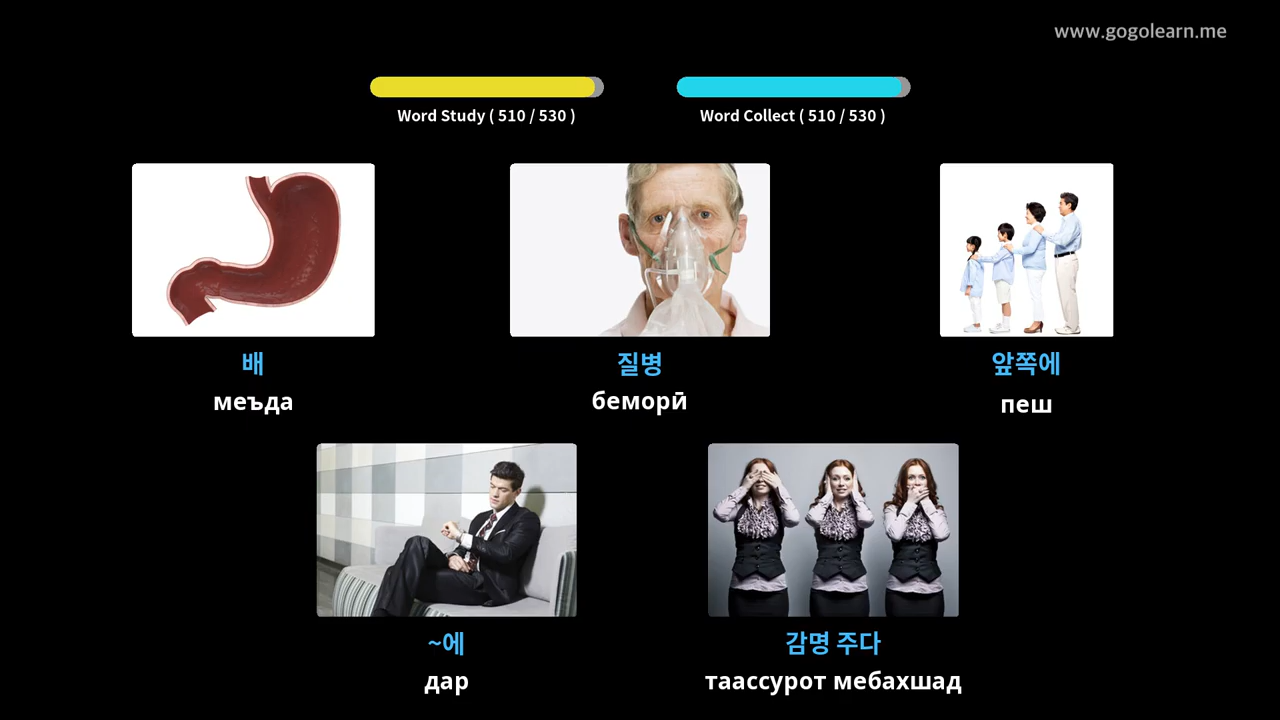 www.gogolearn.me
Word Study ( 510 / 530 )
Word Collect ( 510 / 530 )
배
меъда
질병
беморӣ
앞쪽에
пеш
~에
дар
감명 주다
таассурот мебахшад